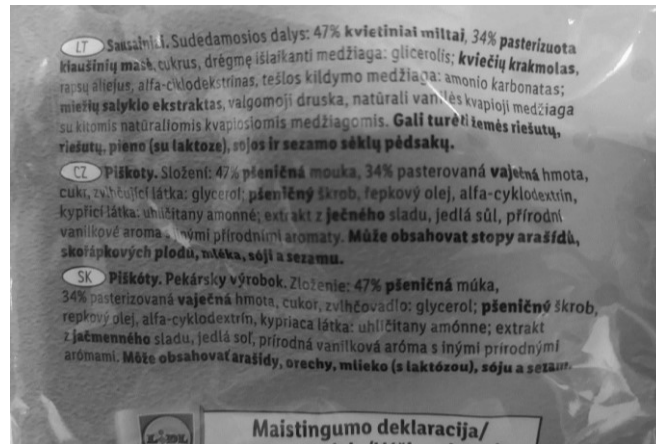 LT Sausainiai. Sudedamosios dalys: 47% kvietiniai miltai, 34% pasterizuota
kiaušinių masė, cukrus, drėgmę išlaikanti medžiaga: glicerolis; kviečių krakmolas,
rapsų aliejus, alfa-ciklodekstrinas, tešlos kildymo medžiaga: amonio karbonatas;
miežių salyklo ekstraktas, valgomoji druska, natūrali vanilės kvapioji medžiaga
su kitomis natūraliomis kvapiosiomis medžiagomis. Gali turėti žemės riešutų,
riešutų, pieno (su laktoze), sojos ir sezamo sėklų pėdsakų.
CZ Piškoty. Složení: 47% pšeničná mouka, 34% pasterovaná vaječná hmota,
cukr, zvlhčující látka: glycerol; pšeničný škrob, řepkový olej, alfa-cyklodextrin,
kypřicí látka: uhličitany amonné; extrakt z ječného sladu, jedlá sůl, přírodní
vanilkové aroma s jinými přírodními aromaty. Může obsahovat stopy arašídů,
skořápkových plodů, mléka, sóji a sezamu.
SK Piškóty. Pekársky výrobok. Zloženie: 47% pšeničná múka,
34% pasterizovaná vaječná hmota, cukor, zvlhčovadlo: glycerol; pšeničný škrob,
repkový olej, alfa-cyklodextrín, kypriaca látka: uhličitany amónne; extrakt
z jačmenného sladu, jedlá soľ, prírodná vanilková aróma s inými prírodnými
arómami. Môže obsahovať arašidy, orechy, mlieko (s laktózou), sóju a sezam.
LIDL
Maistingumo deklaracija/